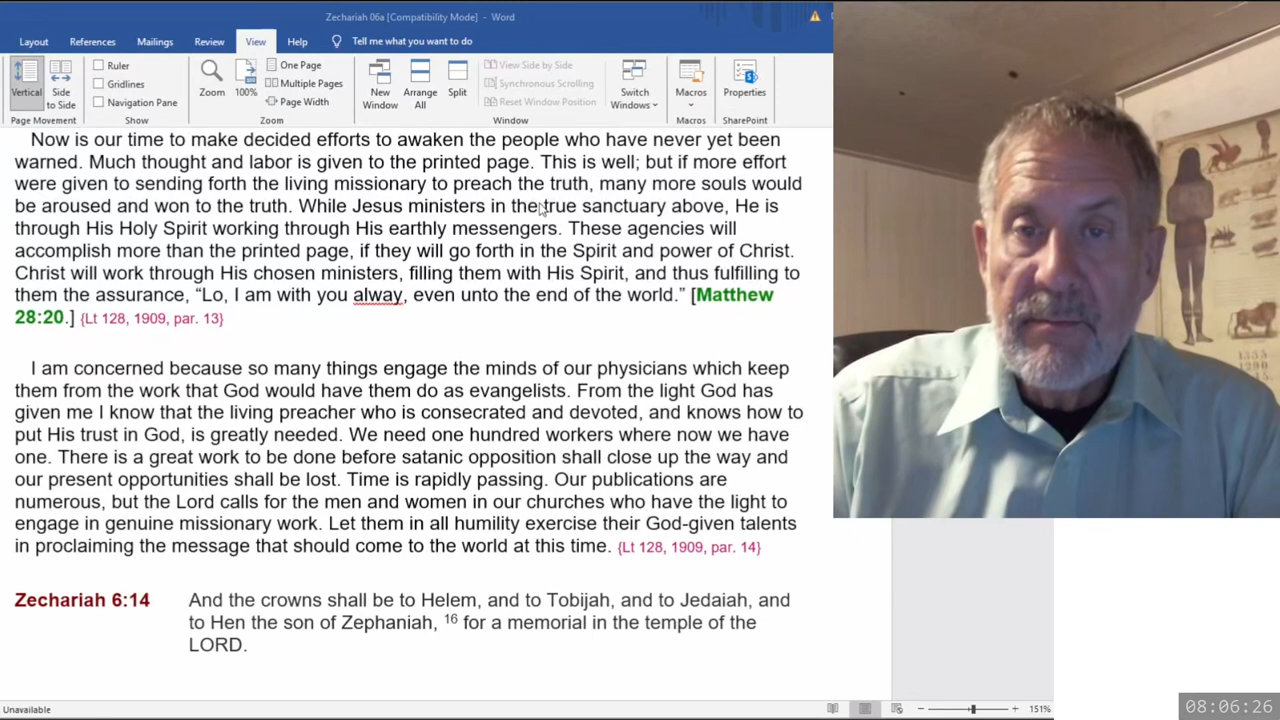 Zechariah 06a [Compatibility Mode] - Word
Layout References Mailings Review View Help Tell me what you want to do
Vertical
Side to Side
Page Movement
Ruler
Gridlines
Navigation Pane
Show
Zoom
100%
One Page
Multiple Pages
Page Width
Zoom
New Window
Arrange All
Split
View Side by Side
Synchronous Scrolling
Reset Window Position
Window
Switch Windows
Macros
Macros
Properties
SharePoint
Now is our time to make decided efforts to awaken the people who have never yet been
warned. Much thought and labor is given to the printed page. This is well; but if more effort
were given to sending forth the living missionary to preach the truth, many more souls would
be aroused and won to the truth. While Jesus ministers in the true sanctuary above, He is
through His Holy Spirit working through His earthly messengers. These agencies will
accomplish more than the printed page, if they will go forth in the Spirit and power of Christ.
Christ will work through His chosen ministers, filling them with His Spirit, and thus fulfilling to
them the assurance, “Lo, I am with you alway, even unto the end of the world.” [Matthew
28:20.] {Lt 128, 1909, par. 13}
I am concerned because so many things engage the minds of our physicians which keep
them from the work that God would have them do as evangelists. From the light God has
given me I know that the living preacher who is consecrated and devoted, and knows how to
put His trust in God, is greatly needed. We need one hundred workers where now we have
one. There is a great work to be done before satanic opposition shall close up the way and
our present opportunities shall be lost. Time is rapidly passing. Our publications are
numerous, but the Lord calls for the men and women in our churches who have the light to
engage in genuine missionary work. Let them in all humility exercise their God-given talents
in proclaiming the message that should come to the world at this time. {Lt 128, 1909, par. 14}
Zechariah 6:14 And the crowns shall be to Helem, and to Tobijah, and to Jedaiah, and
to Hen the son of Zephaniah, 16 for a memorial in the temple of the
LORD.
Unavailable
151%
1335
1290
08:06:26